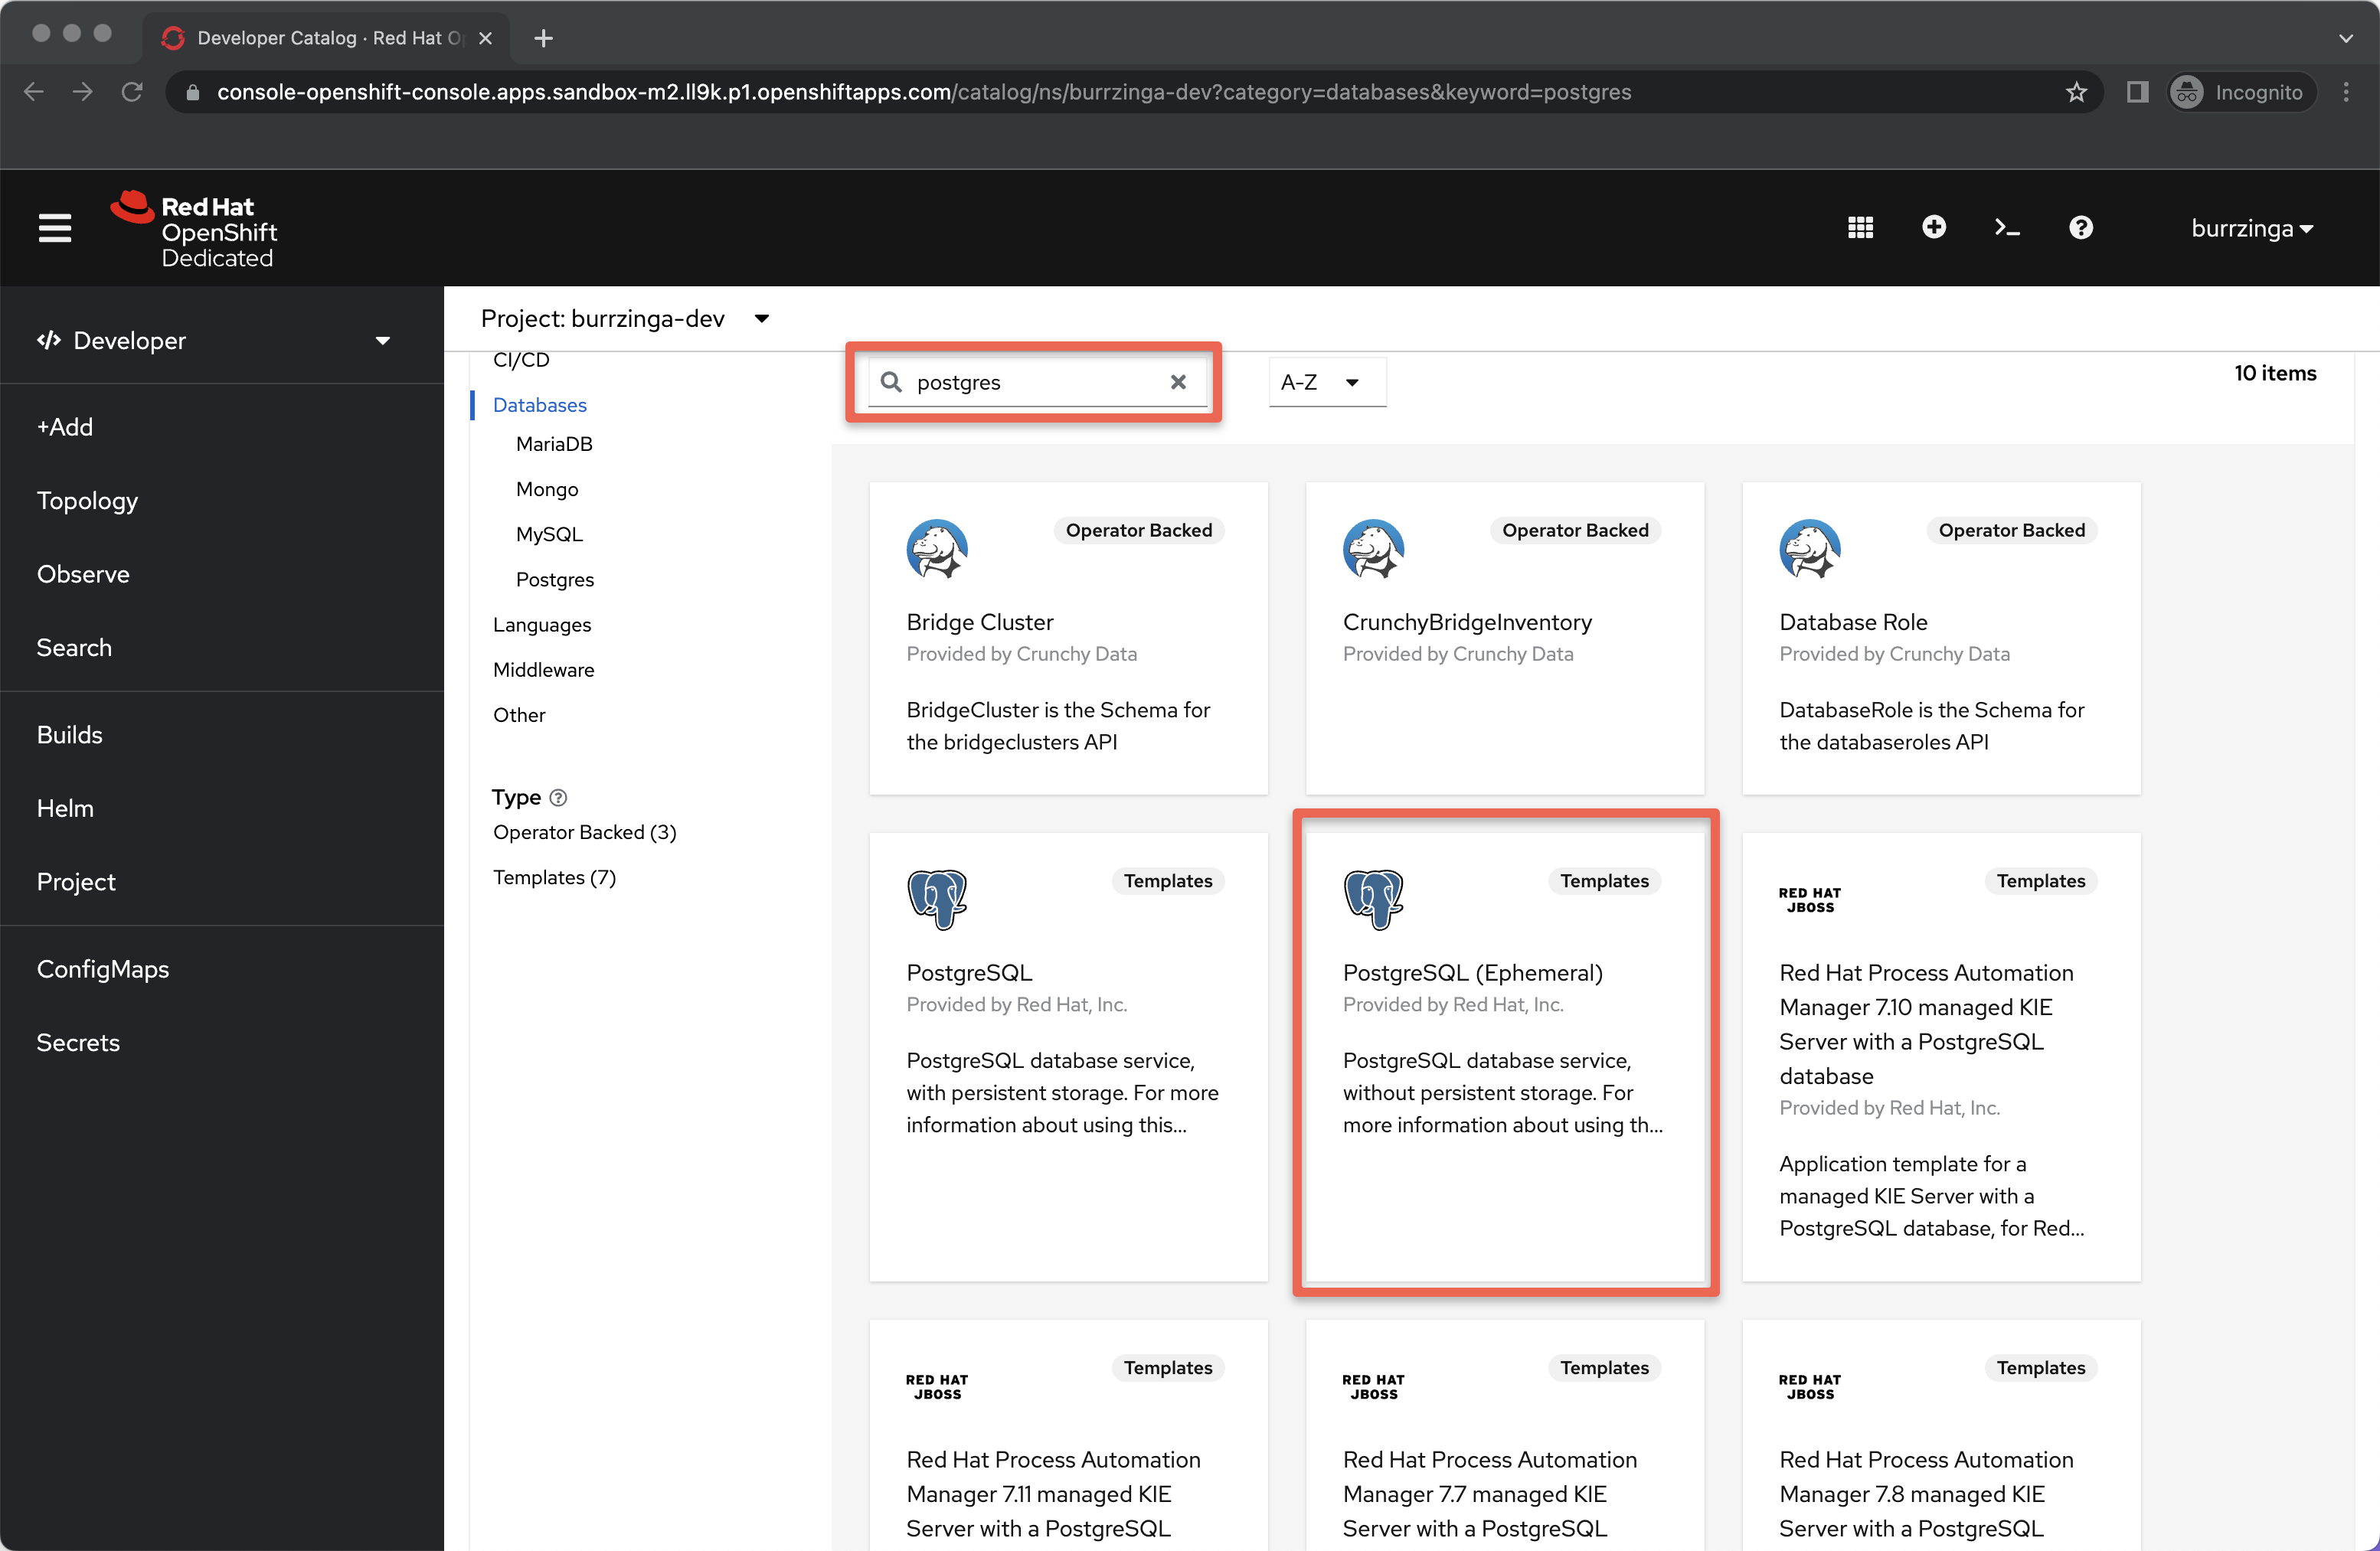 Developer Catalog · Red Hat O
console-openshift-console.apps.sandbox-m2.ll9k.p1.openshiftapps.com/catalog/ns/burrzinga-dev?category=databases&keyword=postgres
Incognito
Red Hat
OpenShift
Dedicated
burrzinga
Developer
+Add
Topology
Observe
Search
Builds
Helm
Project
ConfigMaps
Secrets
Project: burrzinga-dev
CI/CD
Databases
MariaDB
Mongo
MySQL
Postgres
Languages
Middleware
Other
Type
Operator Backed (3)
Templates (7)
postgres
A-Z
10 items
Operator Backed
Bridge Cluster
Provided by Crunchy Data
BridgeCluster is the Schema for
the bridgeclusters API
Operator Backed
CrunchyBridgeInventory
Provided by Crunchy Data
Operator Backed
Database Role
Provided by Crunchy Data
DatabaseRole is the Schema for
the databaseroles API
Templates
PostgreSQL
Provided by Red Hat, Inc.
PostgreSQL database service,
with persistent storage. For more
information about using this...
Templates
PostgreSQL (Ephemeral)
Provided by Red Hat, Inc.
PostgreSQL database service,
without persistent storage. For
more information about using th...
RED HAT
JBOSS
Templates
Red Hat Process Automation
Manager 7.10 managed KIE
Server with a PostgreSQL
database
Provided by Red Hat, Inc.
Application template for a
managed KIE Server with a
PostgreSQL database, for Red...
RED HAT
JBOSS
Templates
Red Hat Process Automation
Manager 7.11 managed KIE
Server with a PostgreSQL
RED HAT
JBOSS
Templates
Red Hat Process Automation
Manager 7.7 managed KIE
Server with a PostgreSQL
RED HAT
JBOSS
Templates
Red Hat Process Automation
Manager 7.8 managed KIE
Server with a PostgreSQL